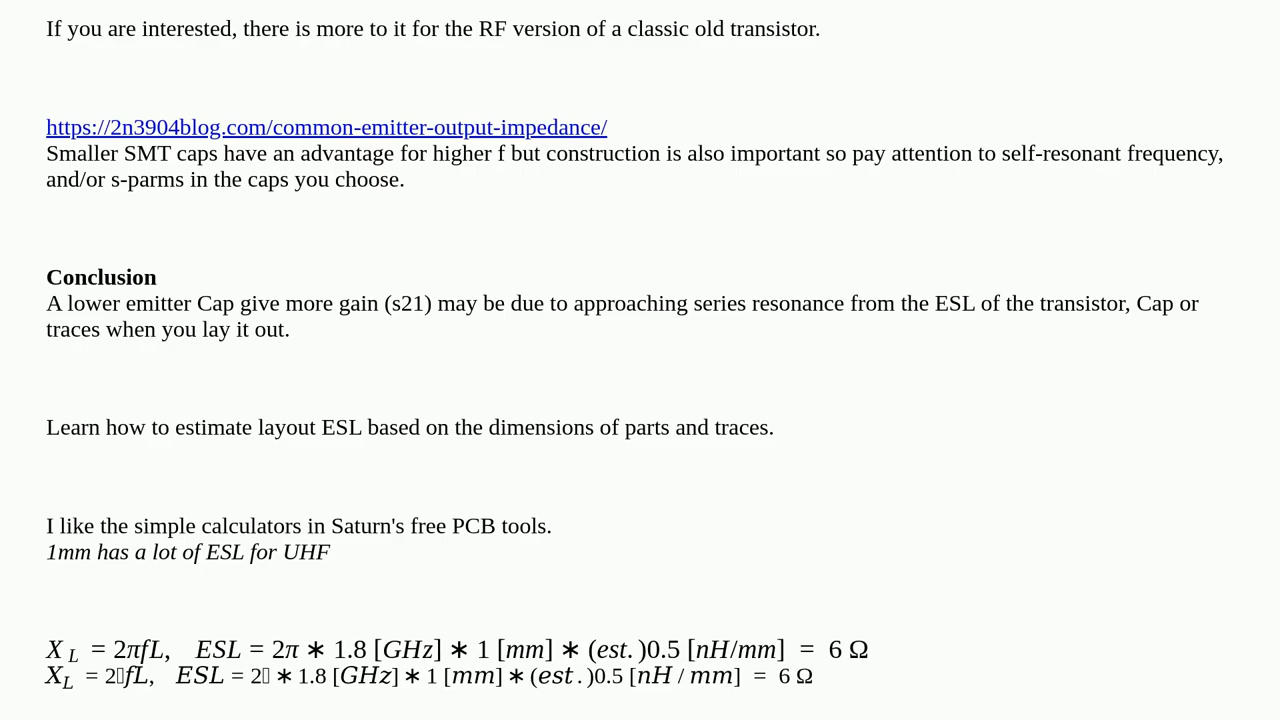 If you are interested, there is more to it for the RF version of a classic old transistor.
https://2n3904blog.com/common-emitter-output-impedance/
Smaller SMT caps have an advantage for higher f but construction is also important so pay attention to self-resonant frequency,
and/or s-parms in the caps you choose.
Conclusion
A lower emitter Cap give more gain (s21) may be due to approaching series resonance from the ESL of the transistor, Cap or
traces when you lay it out.
Learn how to estimate layout ESL based on the dimensions of parts and traces.
I like the simple calculators in Saturn's free PCB tools.
1mm has a lot of ESL for UHF
X L = 2πfL, ESL = 2π ∗ 1.8 [GHz] ∗ 1 [mm] ∗ (est.)0.5 [nH/mm] = 6 Ω
XL = 2▯fL, ESL = 2▯ ∗ 1.8 [GHz] ∗ 1 [mm] ∗ (est.)0.5 [nH / mm] = 6 Ω